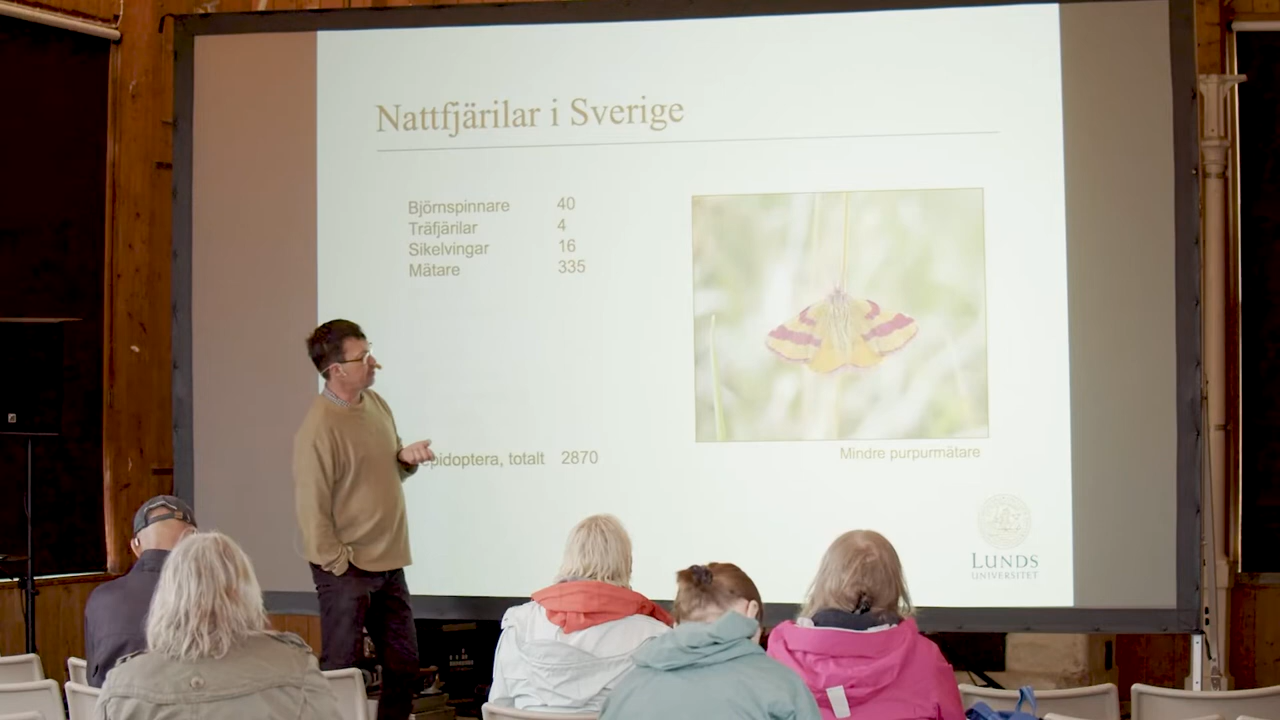 Nattfjärilar i Sverige
Björnspinnare 40
Träfjärilar 4
Sikelvingar 16
Mätare 335
epidoptera, totalt 2870
Mindre purpurmätare
LUNDS
UNIVERSITET